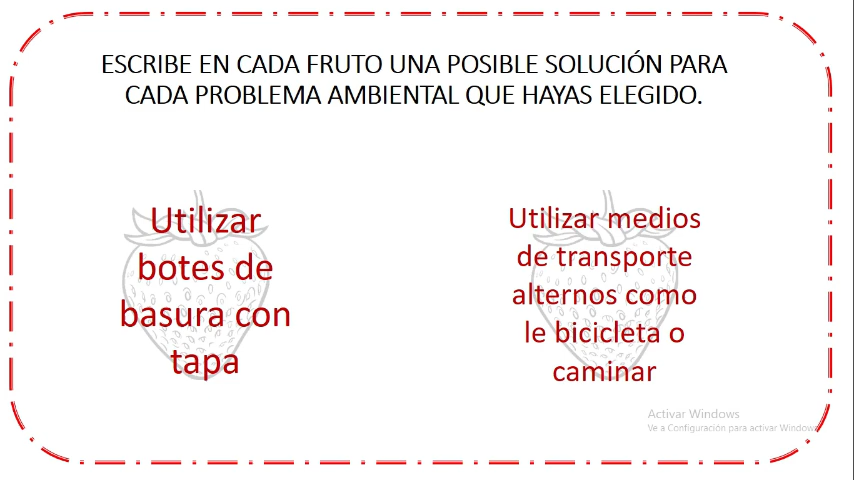 ESCRIBE EN CADA FRUTO UNA POSIBLE SOLUCIÓN PARA
CADA PROBLEMA AMBIENTAL QUE HAYAS ELEGIDO.
Utilizar
botes de
basura con
tapa
Utilizar medios
de transporte
alternos como
le bicicleta o
caminar
Activar Windows
Ve a Configuración para activar Windows